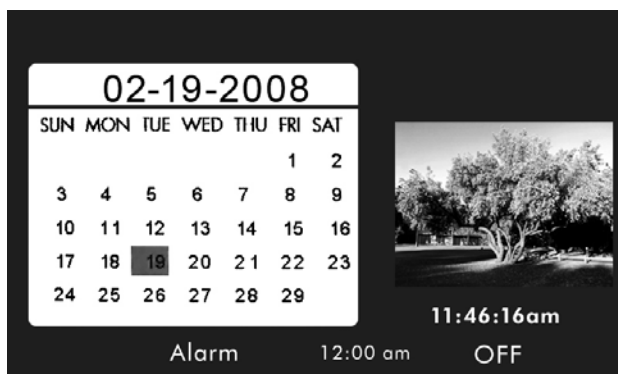 02-19-2008
SUN MON TUE WED THU FRI SAT
1 2
3 4 5 6 7 8 9
10 11 12 13 14 15 16
17 18 19 20 21 22 23
24 25 26 27 28 29
11:46:16am
Alarm 12:00 am OFF